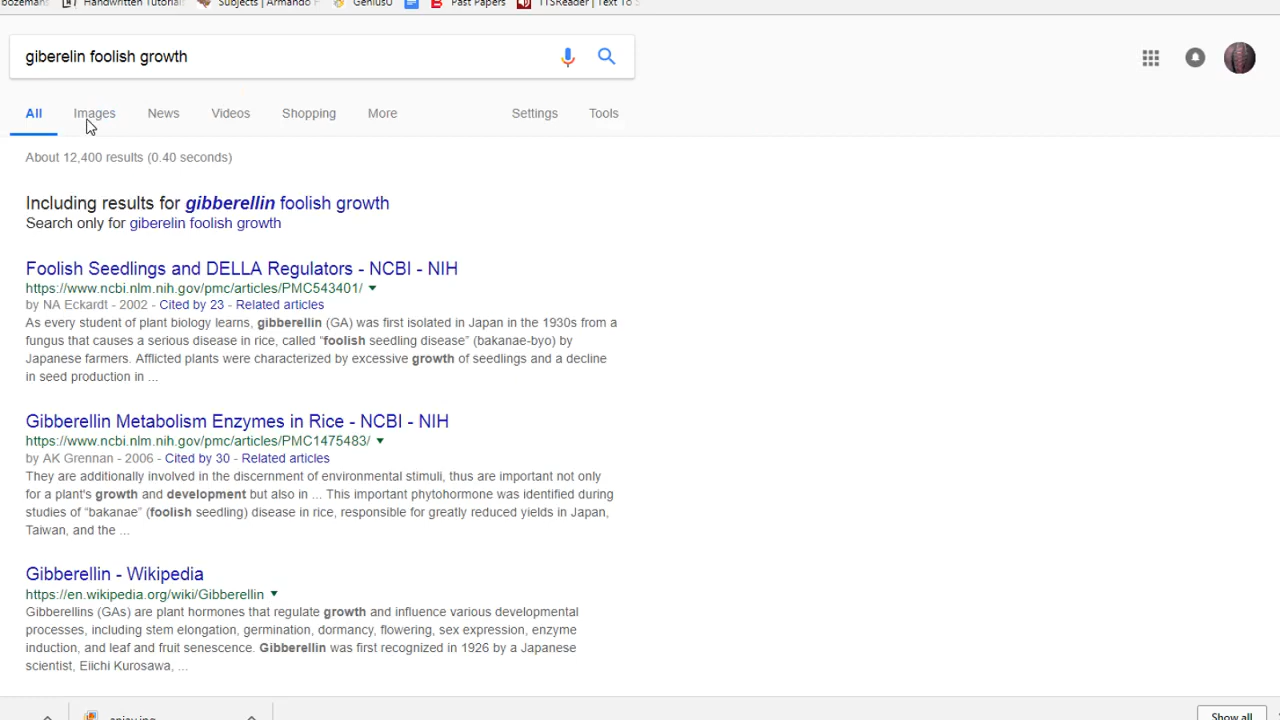 Handwritten Tutorials
Subjects | Armando
GeniusU
Past Papers
TTSReader | Text To
giberelin foolish growth
All Images News Videos Shopping More Settings Tools
About 12,400 results (0.40 seconds)
Including results for gibberellin foolish growth
Search only for giberelin foolish growth
Foolish Seedlings and DELLA Regulators - NCBI - NIH
https://www.ncbi.nlm.nih.gov/pmc/articles/PMC543401/
by NA Eckardt - 2002 - Cited by 23 - Related articles
As every student of plant biology learns, gibberellin (GA) was first isolated in Japan in the 1930s from a
fungus that causes a serious disease in rice, called “foolish seedling disease” (bakanae-byo) by
Japanese farmers. Afflicted plants were characterized by excessive growth of seedlings and a decline
in seed production in ...
Gibberellin Metabolism Enzymes in Rice - NCBI - NIH
https://www.ncbi.nlm.nih.gov/pmc/articles/PMC1475483/
by AK Grennan - 2006 - Cited by 30 - Related articles
They are additionally involved in the discernment of environmental stimuli, thus are important not only
for a plant's growth and development but also in ... This important phytohormone was identified during
studies of “bakanae” (foolish seedling) disease in rice, responsible for greatly reduced yields in Japan,
Taiwan, and the ...
Gibberellin - Wikipedia
https://en.wikipedia.org/wiki/Gibberellin
Gibberellins (GAs) are plant hormones that regulate growth and influence various developmental
processes, including stem elongation, germination, dormancy, flowering, sex expression, enzyme
induction, and leaf and fruit senescence. Gibberellin was first recognized in 1926 by a Japanese
scientist, Eiichi Kurosawa, ...
Show all